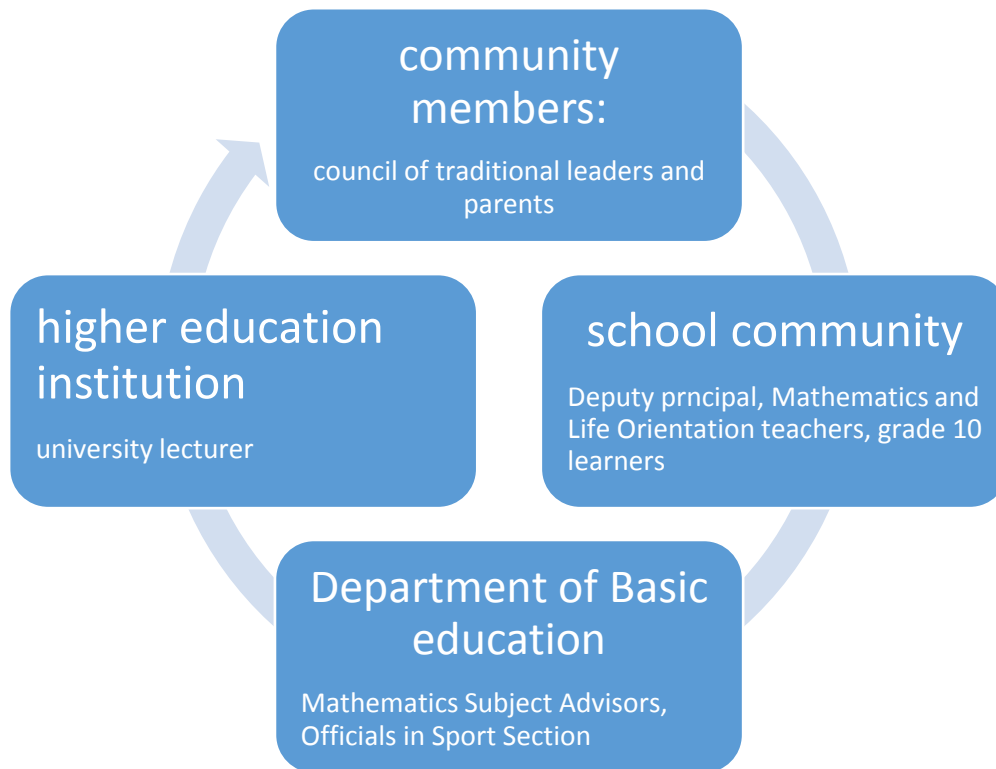 community
members:
council of traditional leaders and
parents
higher education
institution
university lecturer
school community
Deputy prncipal, Mathematics and
Life Orientation teachers, grade 10
learners
Department of Basic
education
Mathematics Subject Advisors,
Officials in Sport Section